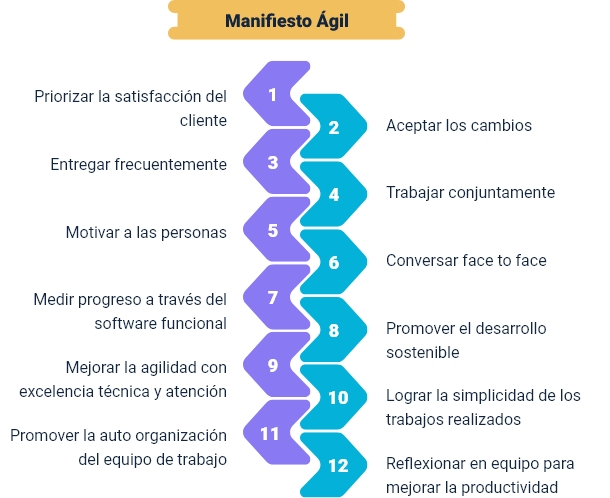 Manifiesto Ágil
1
Priorizar la satisfacción del
cliente
2
Aceptar los cambios
3
Entregar frecuentemente
4
Trabajar conjuntamente
5
Motivar a las personas
6
Conversar face to face
7
Medir progreso a través del
software funcional
8
Promover el desarrollo
sostenible
9
Mejorar la agilidad con
excelencia técnica y atención
10
Lograr la simplicidad de los
trabajos realizados
11
Promover la auto organización
del equipo de trabajo
12
Reflexionar en equipo para
mejorar la productividad